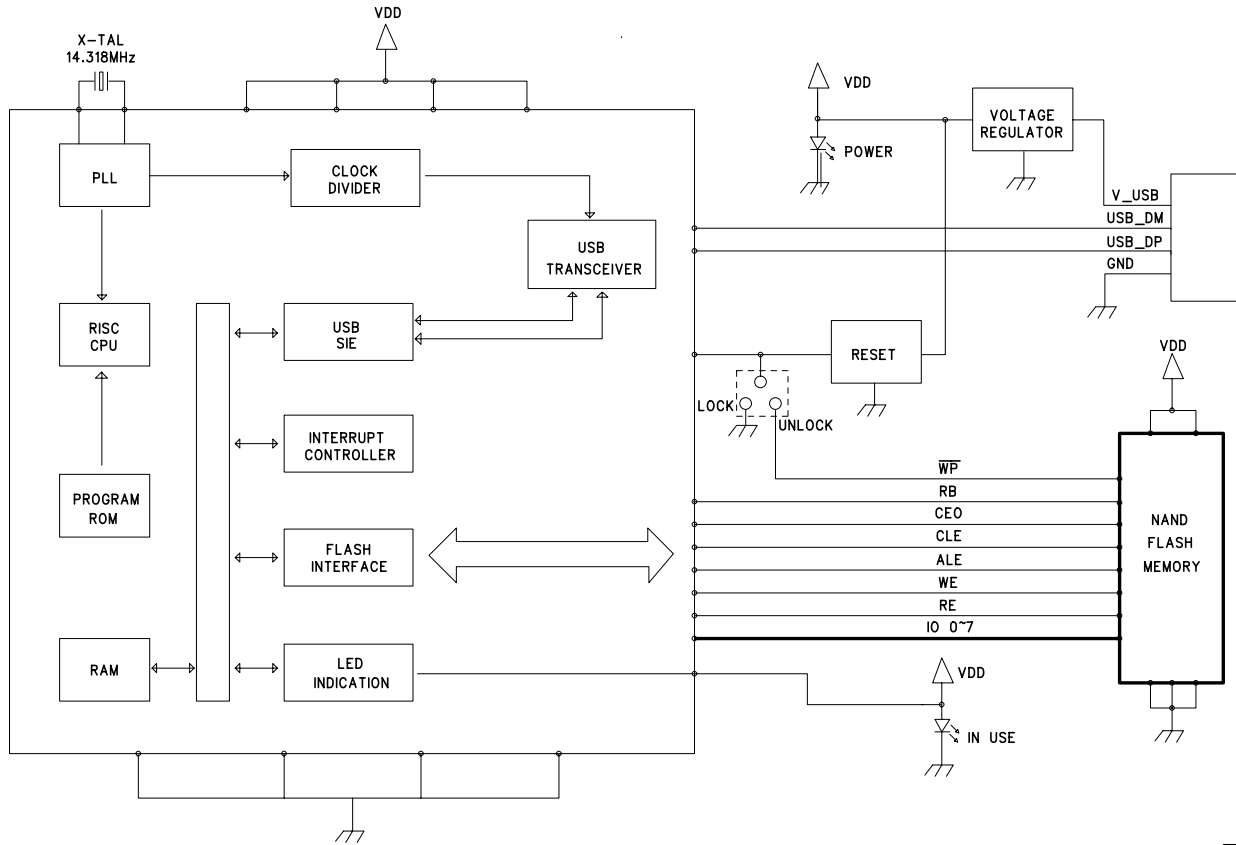 VDD
X-TAL
14.318MHz
VDD
VOLTAGE
REGULATOR
POWER
PLL
CLOCK
DIVIDER
V_USB
USB_DM
USB_DP
GND
USB
TRANSCEIVER
RISC
CPU
USB
SIE
RESET
VDD
LOCK
UNLOCK
INTERRUPT
CONTROLLER
WP
RB
CEO
CLE
ALE
WE
RE
IO 0~7
NAND
FLASH
MEMORY
PROGRAM
ROM
FLASH
INTERFACE
RAM
LED
INDICATION
VDD
IN USE